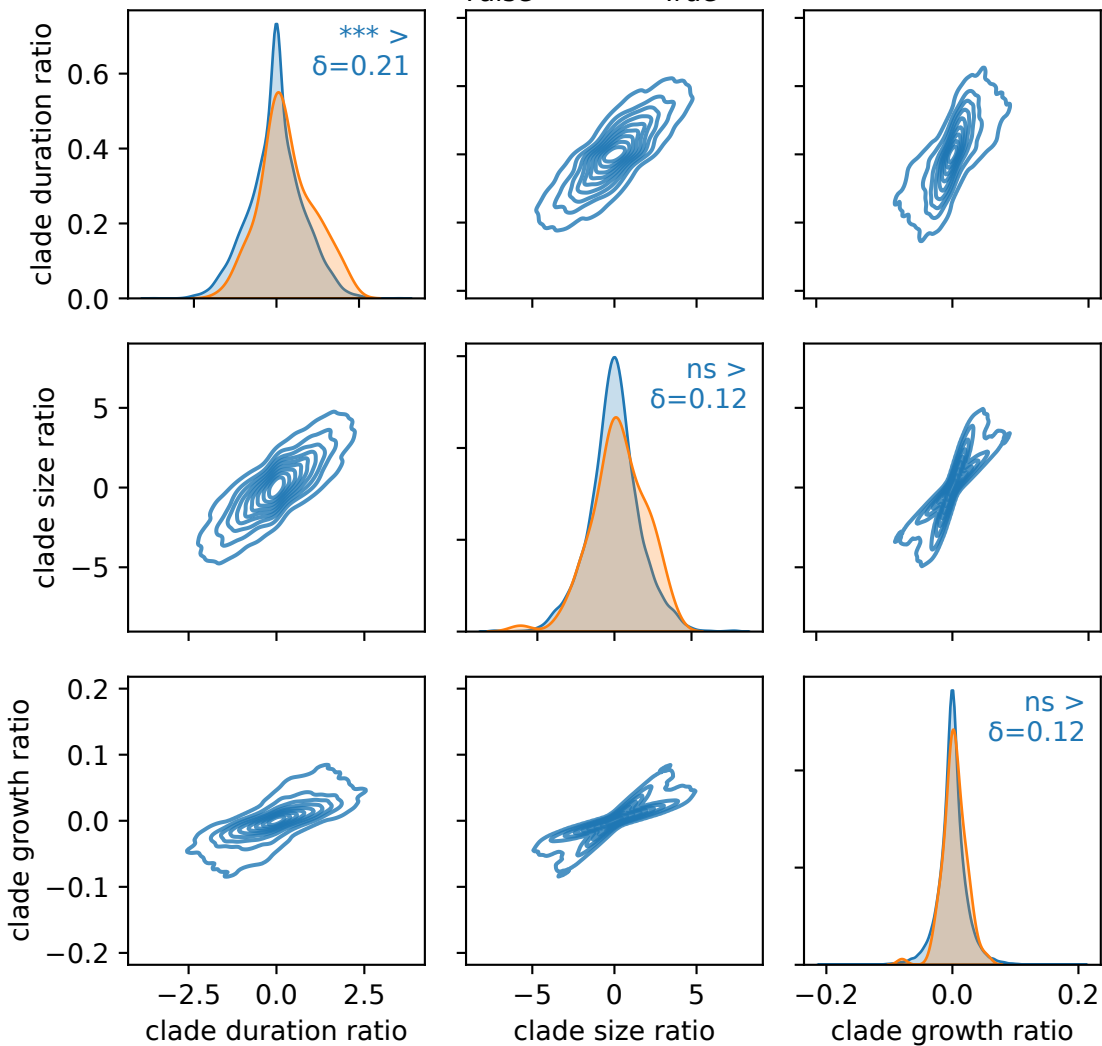 clade duration ratio
0.6
0.4
0.2
0.0
*** >
δ=0.21
clade size ratio
5
0
−5
ns >
δ=0.12
clade growth ratio
0.2
0.1
0.0
−0.1
−0.2
ns >
δ=0.12
−2.5 0.0 2.5
−5 0 5
−0.2 0.0 0.2
clade duration ratio
clade size ratio
clade growth ratio